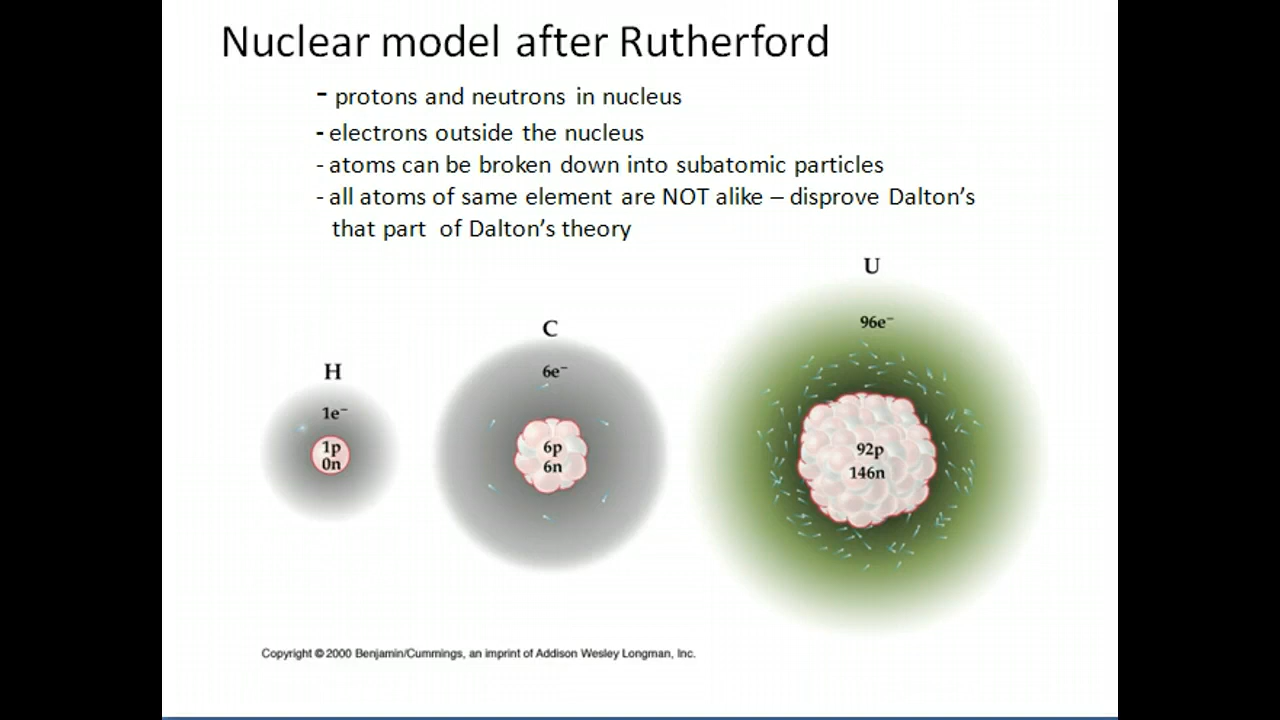 Nuclear model after Rutherford
- protons and neutrons in nucleus
- electrons outside the nucleus
- atoms can be broken down into subatomic particles
- all atoms of same element are NOT alike – disprove Dalton's
that part of Dalton's theory
H
1e⁻
1p
0n
C
6e⁻
6p
6n
U
96e⁻
92p
146n
Copyright © 2000 Benjamin/Cummings, an imprint of Addison Wesley Longman, Inc.